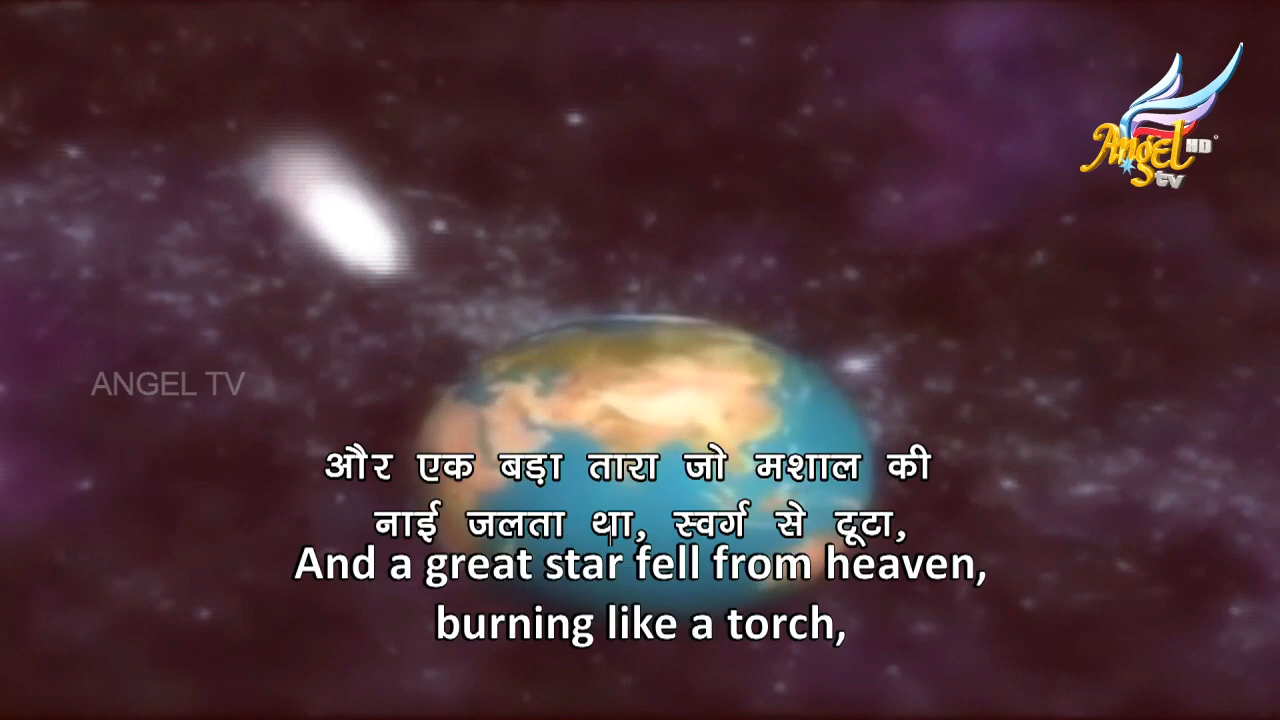 Angel HD
tv
ANGEL TV
और एक बड़ा तारा जो मशाल की
नाई जलता था, स्वर्ग से टूटा,
And a great star fell from heaven,
burning like a torch,